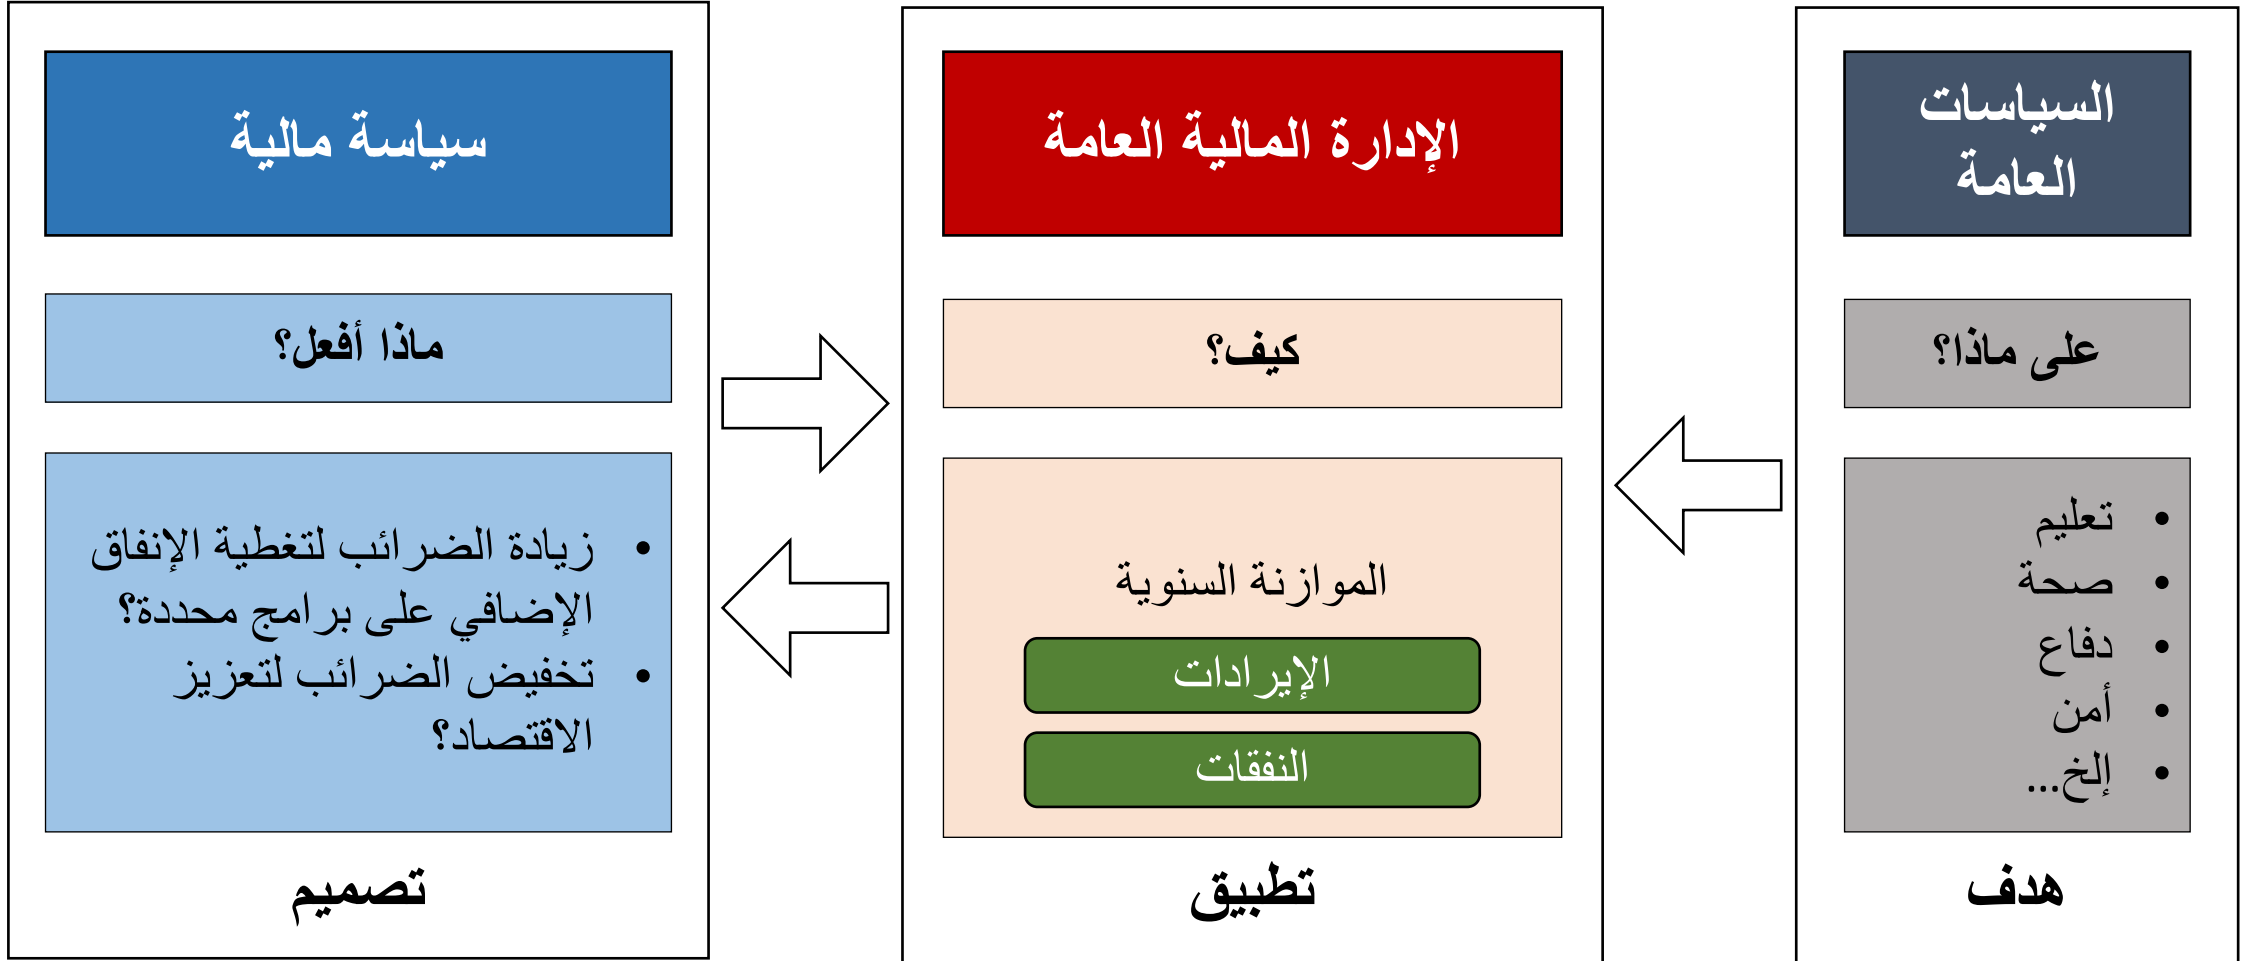 السياسات
العامة
على ماذا؟
• تعليم
• صحة
• دفاع
• أمن
• إلخ...
هدف
الإدارة المالية العامة
كيف؟
الموازنة السنوية
الإيرادات
النفقات
تطبيق
سياسة مالية
ماذا أفعل؟
• زيادة الضرائب لتغطية الإنفاق
الإضافي على برامج محددة؟
• تخفيض الضرائب لتعزيز
الاقتصاد؟
تصميم